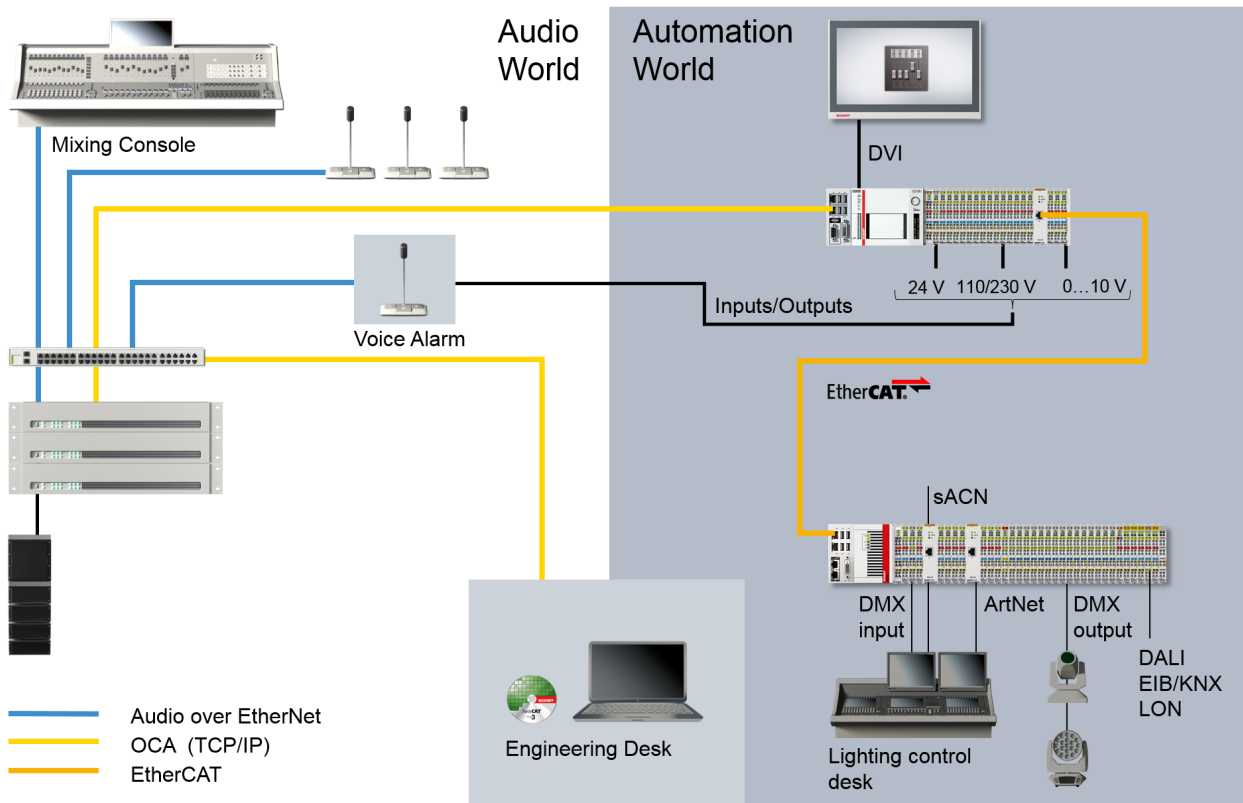 Audio
World
Automation
World
Mixing Console
DVI
24 V
110/230 V
0…10 V
Inputs/Outputs
Voice Alarm
EtherCAT.
sACN
DMX
input
ArtNet
DMX
output
DALI
EIB/KNX
LON
Engineering Desk
Lighting control
desk
Audio over EtherNet
OCA (TCP/IP)
EtherCAT